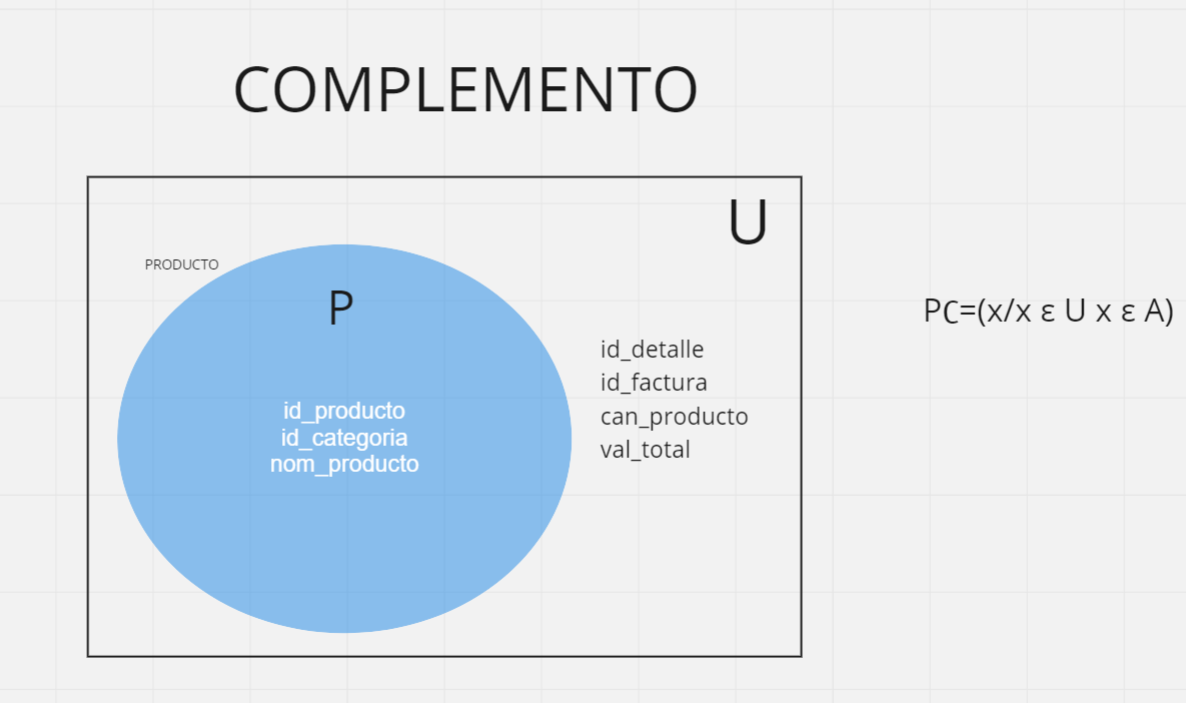 COMPLEMENTO
U
PRODUCTO
P
PC=(x/x ε U x ε A)
id_detalle
id_factura
can_producto
val_total
id_producto
id_categoria
nom_producto